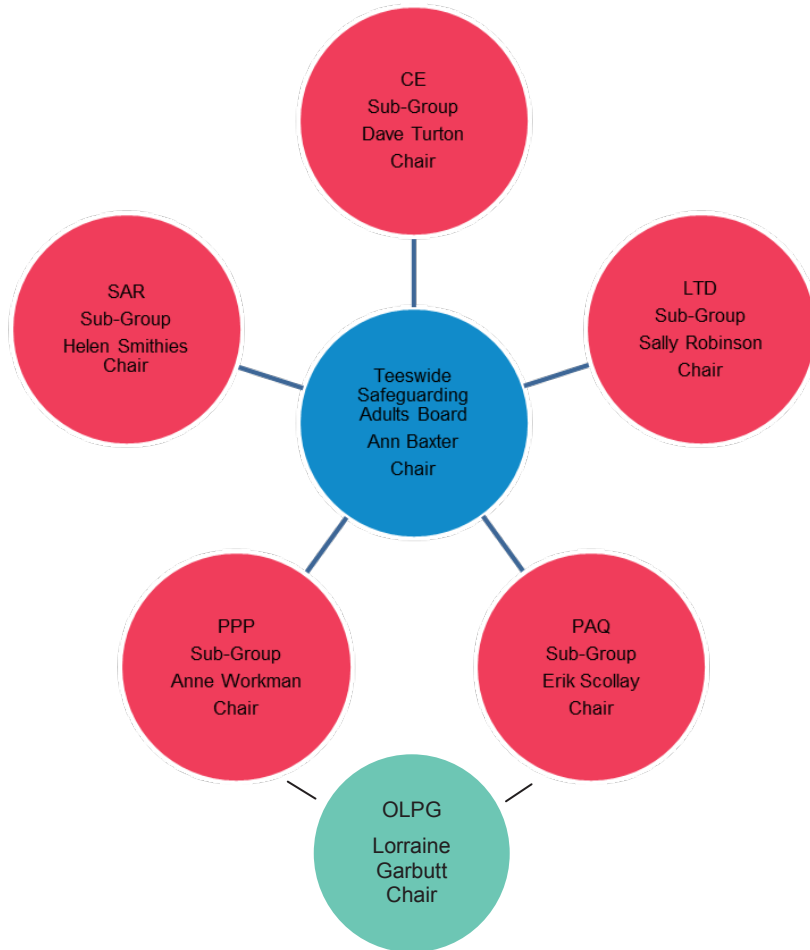 CE
Sub-Group
Dave Turton
Chair
SAR
Sub-Group
Helen Smithies
Chair
LTD
Sub-Group
Sally Robinson
Chair
Teeswide
Safeguarding
Adults Board
Ann Baxter
Chair
PPP
Sub-Group
Anne Workman
Chair
PAQ
Sub-Group
Erik Scollay
Chair
OLPG
Lorraine
Garbutt
Chair